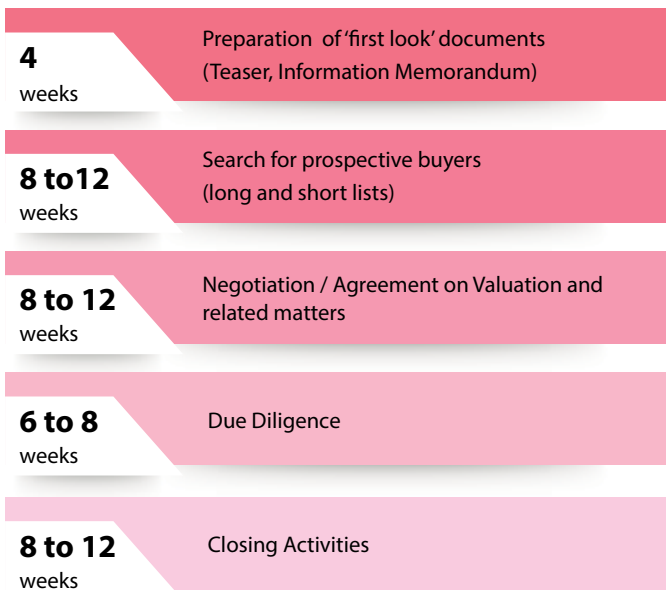 4
weeks
Preparation of ‘first look’ documents
(Teaser, Information Memorandum)
8 to12
weeks
Search for prospective buyers
(long and short lists)
8 to 12
weeks
Negotiation / Agreement on Valuation and
related matters
6 to 8
weeks
Due Diligence
8 to 12
weeks
Closing Activities